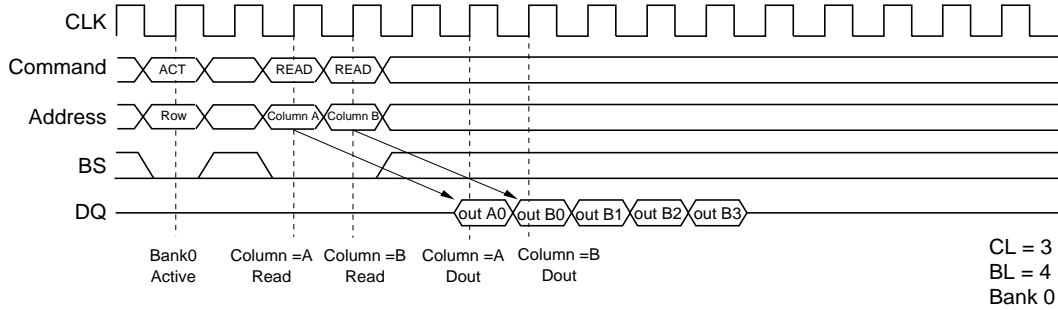 CLK
Command ACT READ READ
Address Row Column A Column B
BS
DQ out A0 out B0 out B1 out B2 out B3
Bank0 Column =A Column =B Column =A Column =B
Active Read Read Dout Dout
CL = 3
BL = 4
Bank 0